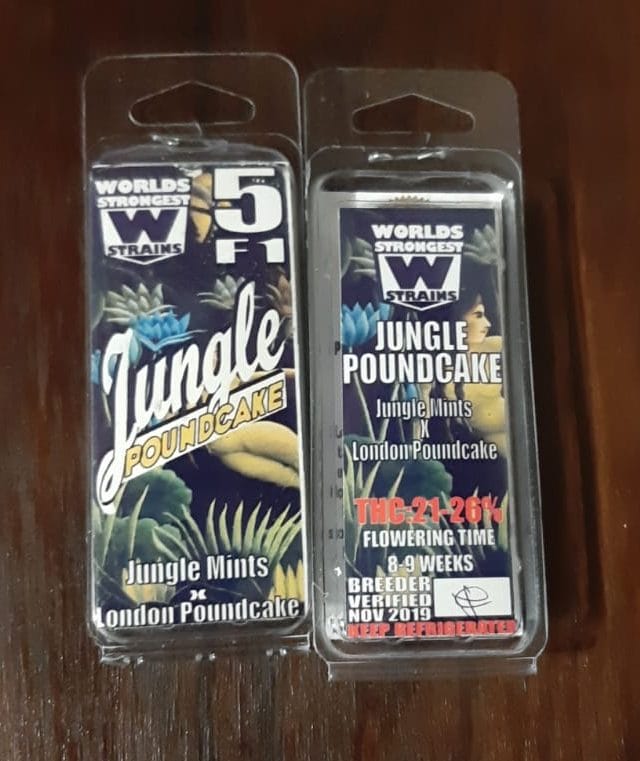 WORLDS
STRONGEST
W
STRAINS
5
F1
Jungle
POUNDCAKE
Jungle Mints
x
London Poundcake
WORLDS
STRONGEST
W
STRAINS
JUNGLE
POUNDCAKE
Jungle Mints
X
London Poundcake
THC:21-26%
FLOWERING TIME
8-9 WEEKS
BREEDER
VERIFIED
NOV 2019
KEEP REFRIGERATED